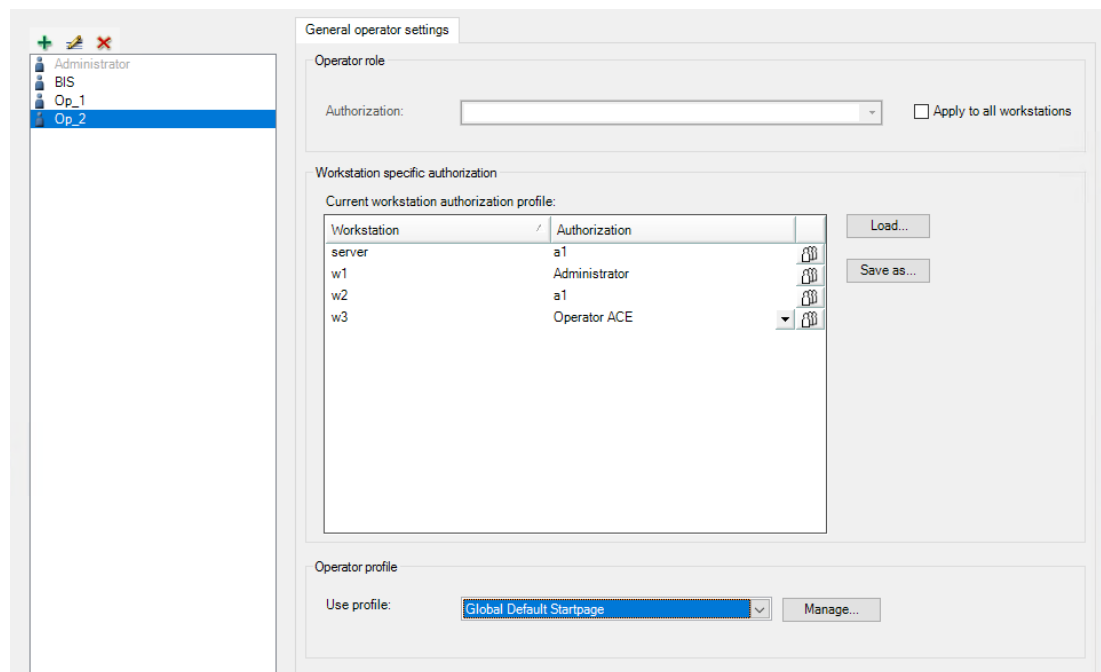 General operator settings
Administrator
BIS
Op_1
Op_2
Operator role
Authorization:
Apply to all workstations
Workstation specific authorization
Current workstation authorization profile:
Workstation Authorization
server a1
w1 Administrator
w2 a1
w3 Operator ACE
Load...
Save as...
Operator profile
Use profile: Global Default Startpage Manage...